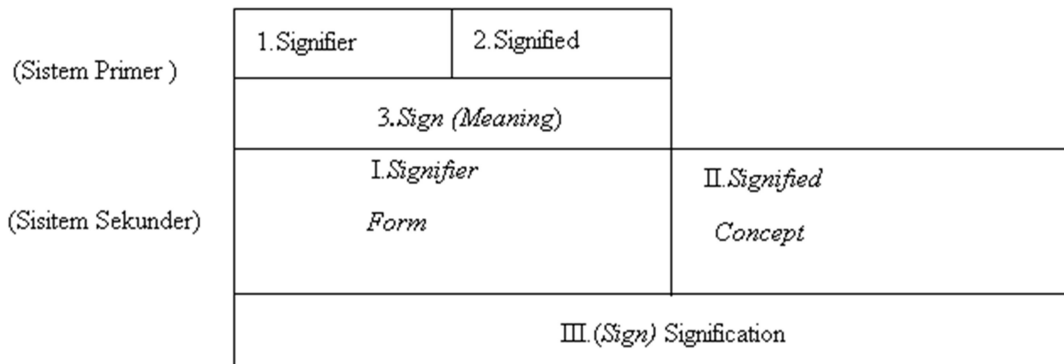 1.Signifier
2.Signified
(Sistem Primer )
3.Sign (Meaning)
I.Signifier
II.Signified
(Sisitem Sekunder)
Form
Concept
III.(Sign) Signification